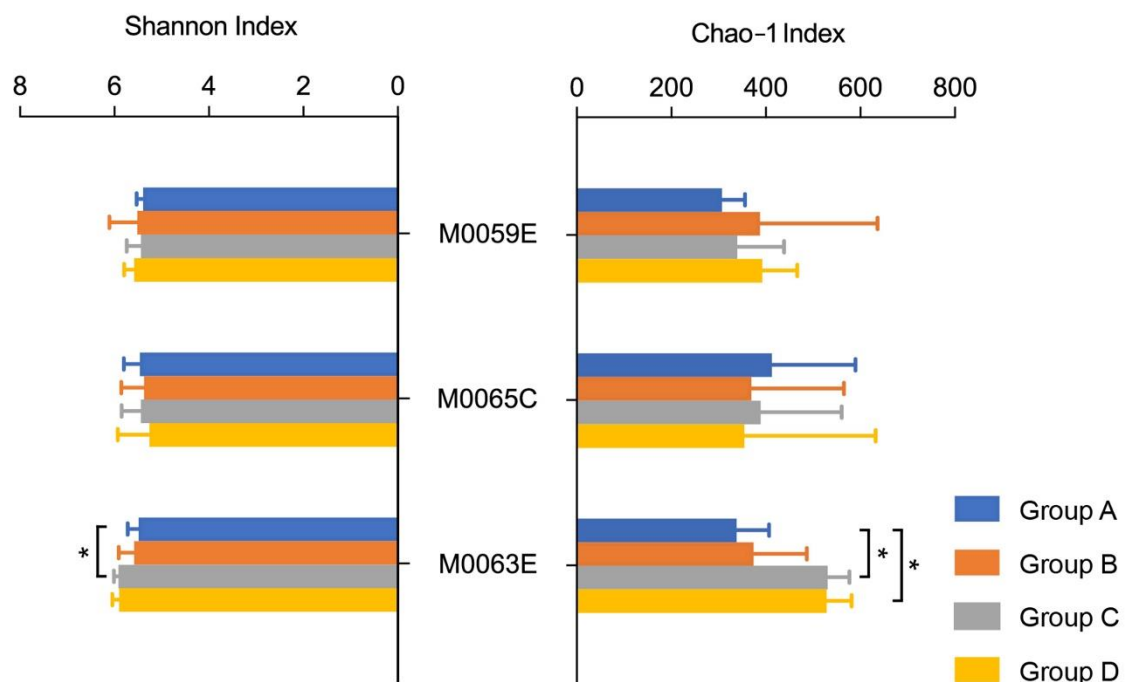 Shannon Index
Chao-1 Index
8 6 4 2 0
0 200 400 600 800
M0059E
M0065C
M0063E
*
* *
Group A
Group B
Group C
Group D